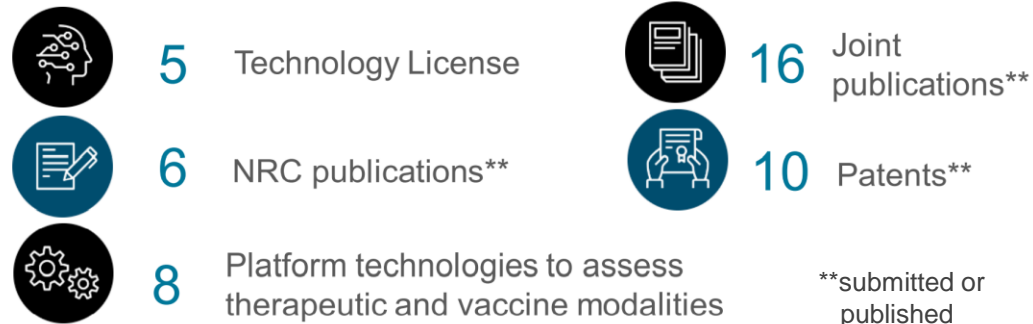 5 Technology License
16 Joint
publications**
6 NRC publications**
10 Patents**
8 Platform technologies to assess
therapeutic and vaccine modalities
**submitted or
published